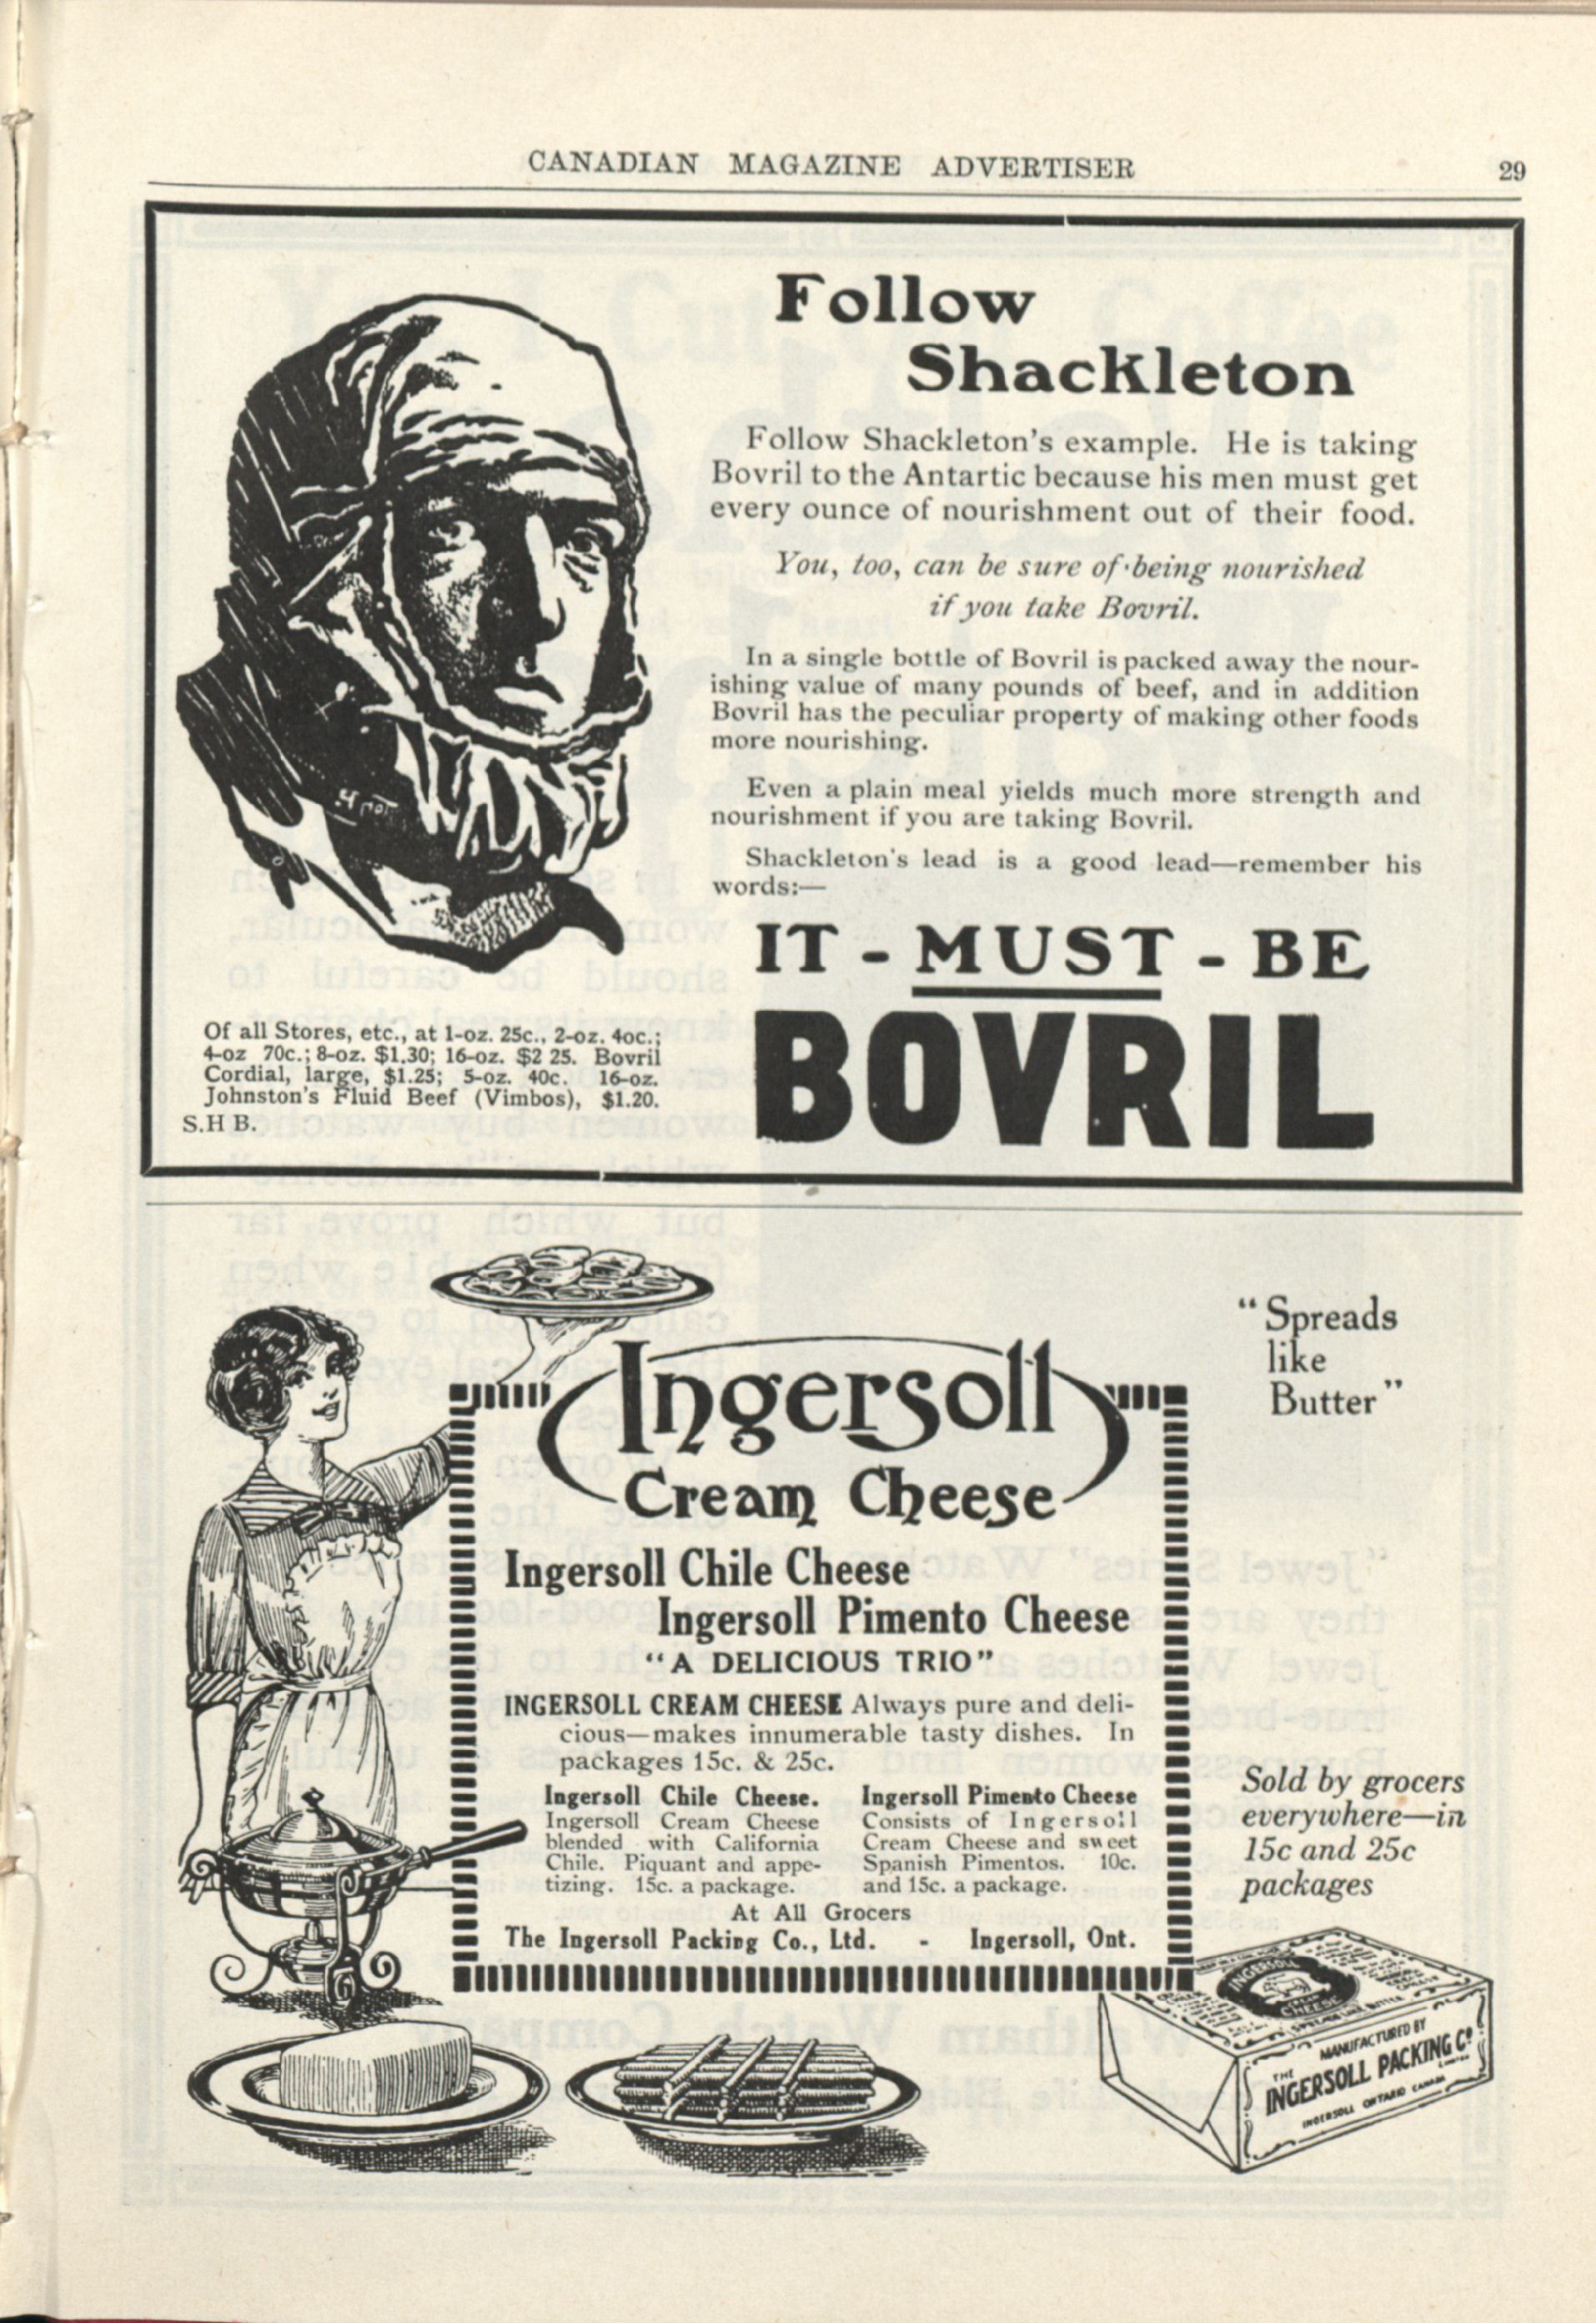 CANADIAN MAGAZINE ADVERTISER 29
Follow
Shackleton
Follow Shackleton's example. He is taking
Bovril to the Antartic because his men must get
every ounce of nourishment out of their food.
You, too, can be sure of being nourished
if you take Bovril.
In a single bottle of Bovril is packed away the nour-
ishing value of many pounds of beef, and in addition
Bovril has the peculiar property of making other foods
more nourishing.
Even a plain meal yields much more strength and
nourishment if you are taking Bovril.
Shackleton's lead is a good lead—remember his
words:—
IT - MUST - BE
BOVRIL
Of all Stores, etc., at 1-oz. 25c., 2-oz. 40c.;
4-oz 70c.; 8-oz. $1.30; 16-oz. $2 25. Bovril
Cordial, large, $1.25; 5-oz. 40c. 16-oz.
Johnston's Fluid Beef (Vimbos), $1.20.
S.H B.
Ingersoll
Cream Cheese
"Spreads
like
Butter"
Ingersoll Chile Cheese
Ingersoll Pimento Cheese
"A DELICIOUS TRIO"
INGERSOLL CREAM CHEESE Always pure and deli-
cious—makes innumerable tasty dishes. In
packages 15c. & 25c.
Ingersoll Chile Cheese.
Ingersoll Cream Cheese
blended with California
Chile. Piquant and appe-
tizing. 15c. a package.
Ingersoll Pimento Cheese
Consists of Ingersoll
Cream Cheese and sweet
Spanish Pimentos. 10c.
and 15c. a package.
At All Grocers
The Ingersoll Packing Co., Ltd. - Ingersoll, Ont.
Sold by grocers
everywhere—in
15c and 25c
packages
INGERSOLL
CREAM
CHEESE
SPREADS LIKE BUTTER
MANUFACTURED BY
THE
INGERSOLL PACKING Co
LIMITED
INGERSOLL ONTARIO CANADA